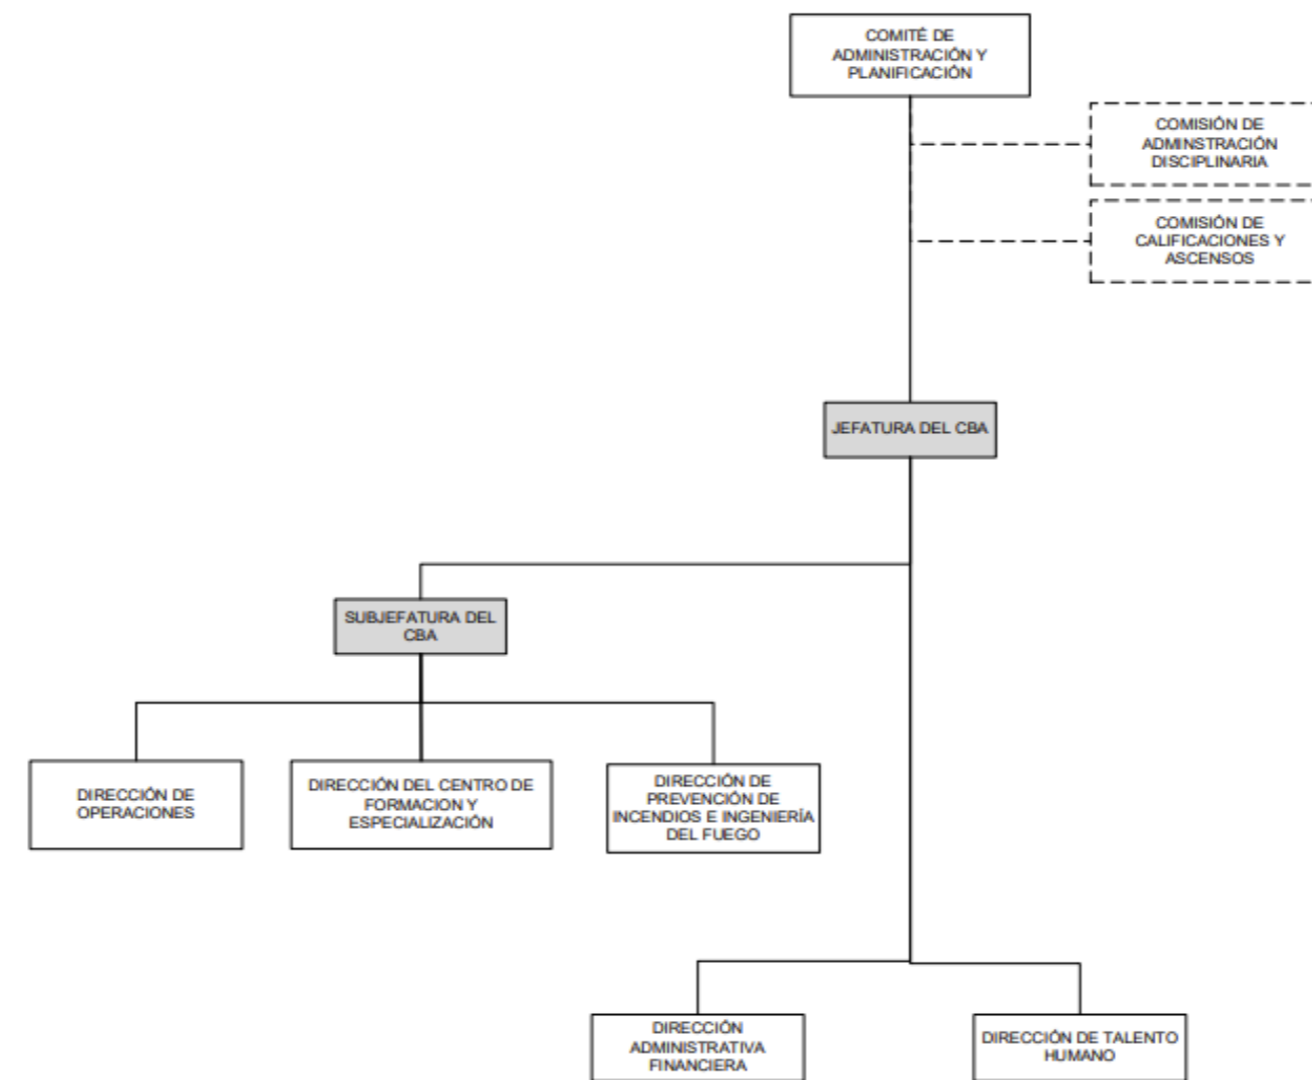 COMITÉ DE
ADMINISTRACIÓN Y
PLANIFICACIÓN
COMISIÓN DE
ADMINSTRACIÓN
DISCIPLINARIA
COMISIÓN DE
CALIFICACIONES Y
ASCENSOS
JEFATURA DEL CBA
SUBJEFATURA DEL
CBA
DIRECCIÓN DE
OPERACIONES
DIRECCIÓN DEL CENTRO DE
FORMACION Y
ESPECIALIZACIÓN
DIRECCIÓN DE
PREVENCIÓN DE
INCENDIOS E INGENIERÍA
DEL FUEGO
DIRECCIÓN
ADMINISTRATIVA
FINANCIERA
DIRECCIÓN DE TALENTO
HUMANO